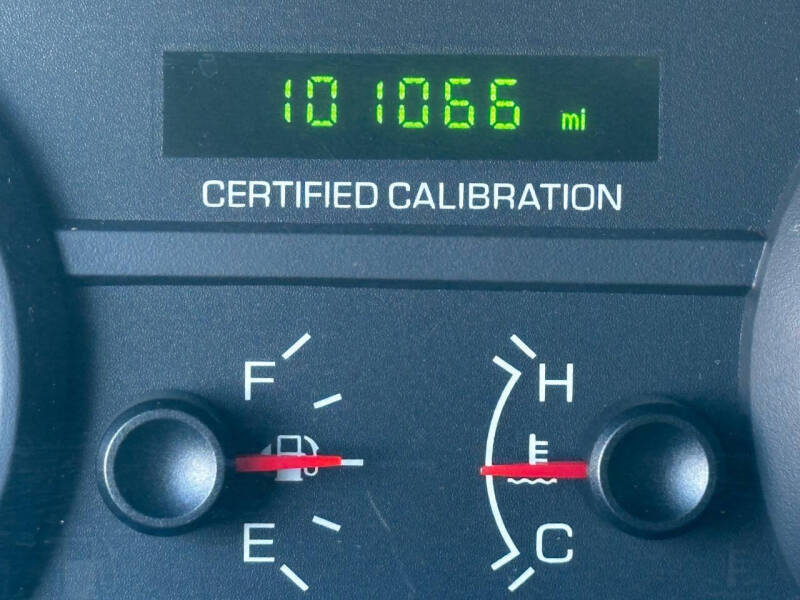 101066 mi
CERTIFIED CALIBRATION
F H
E C